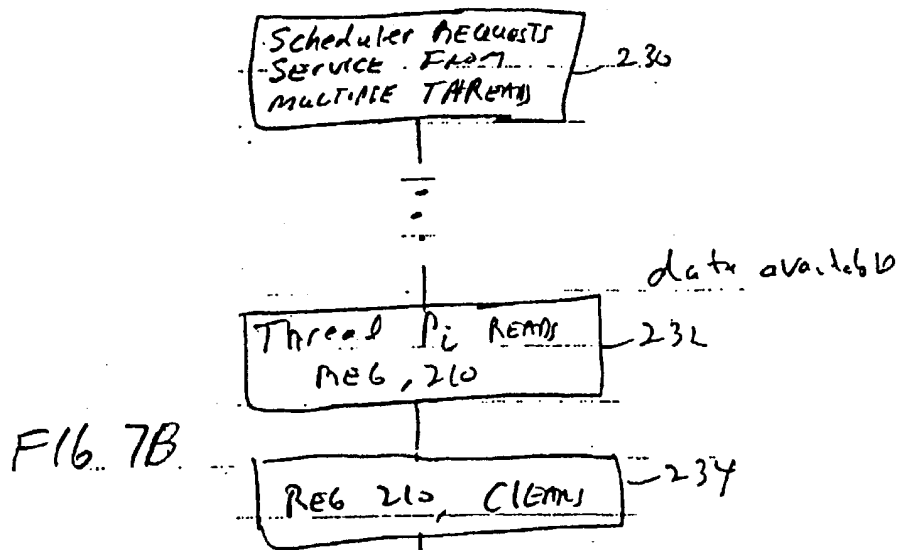 Scheduler REQUESTS
SERVICE FROM
MULTIPLE THREADS
230
data available
Thread Pi READS
REG, 210
232
FIG. 7B
REG 210, CLEARS
234